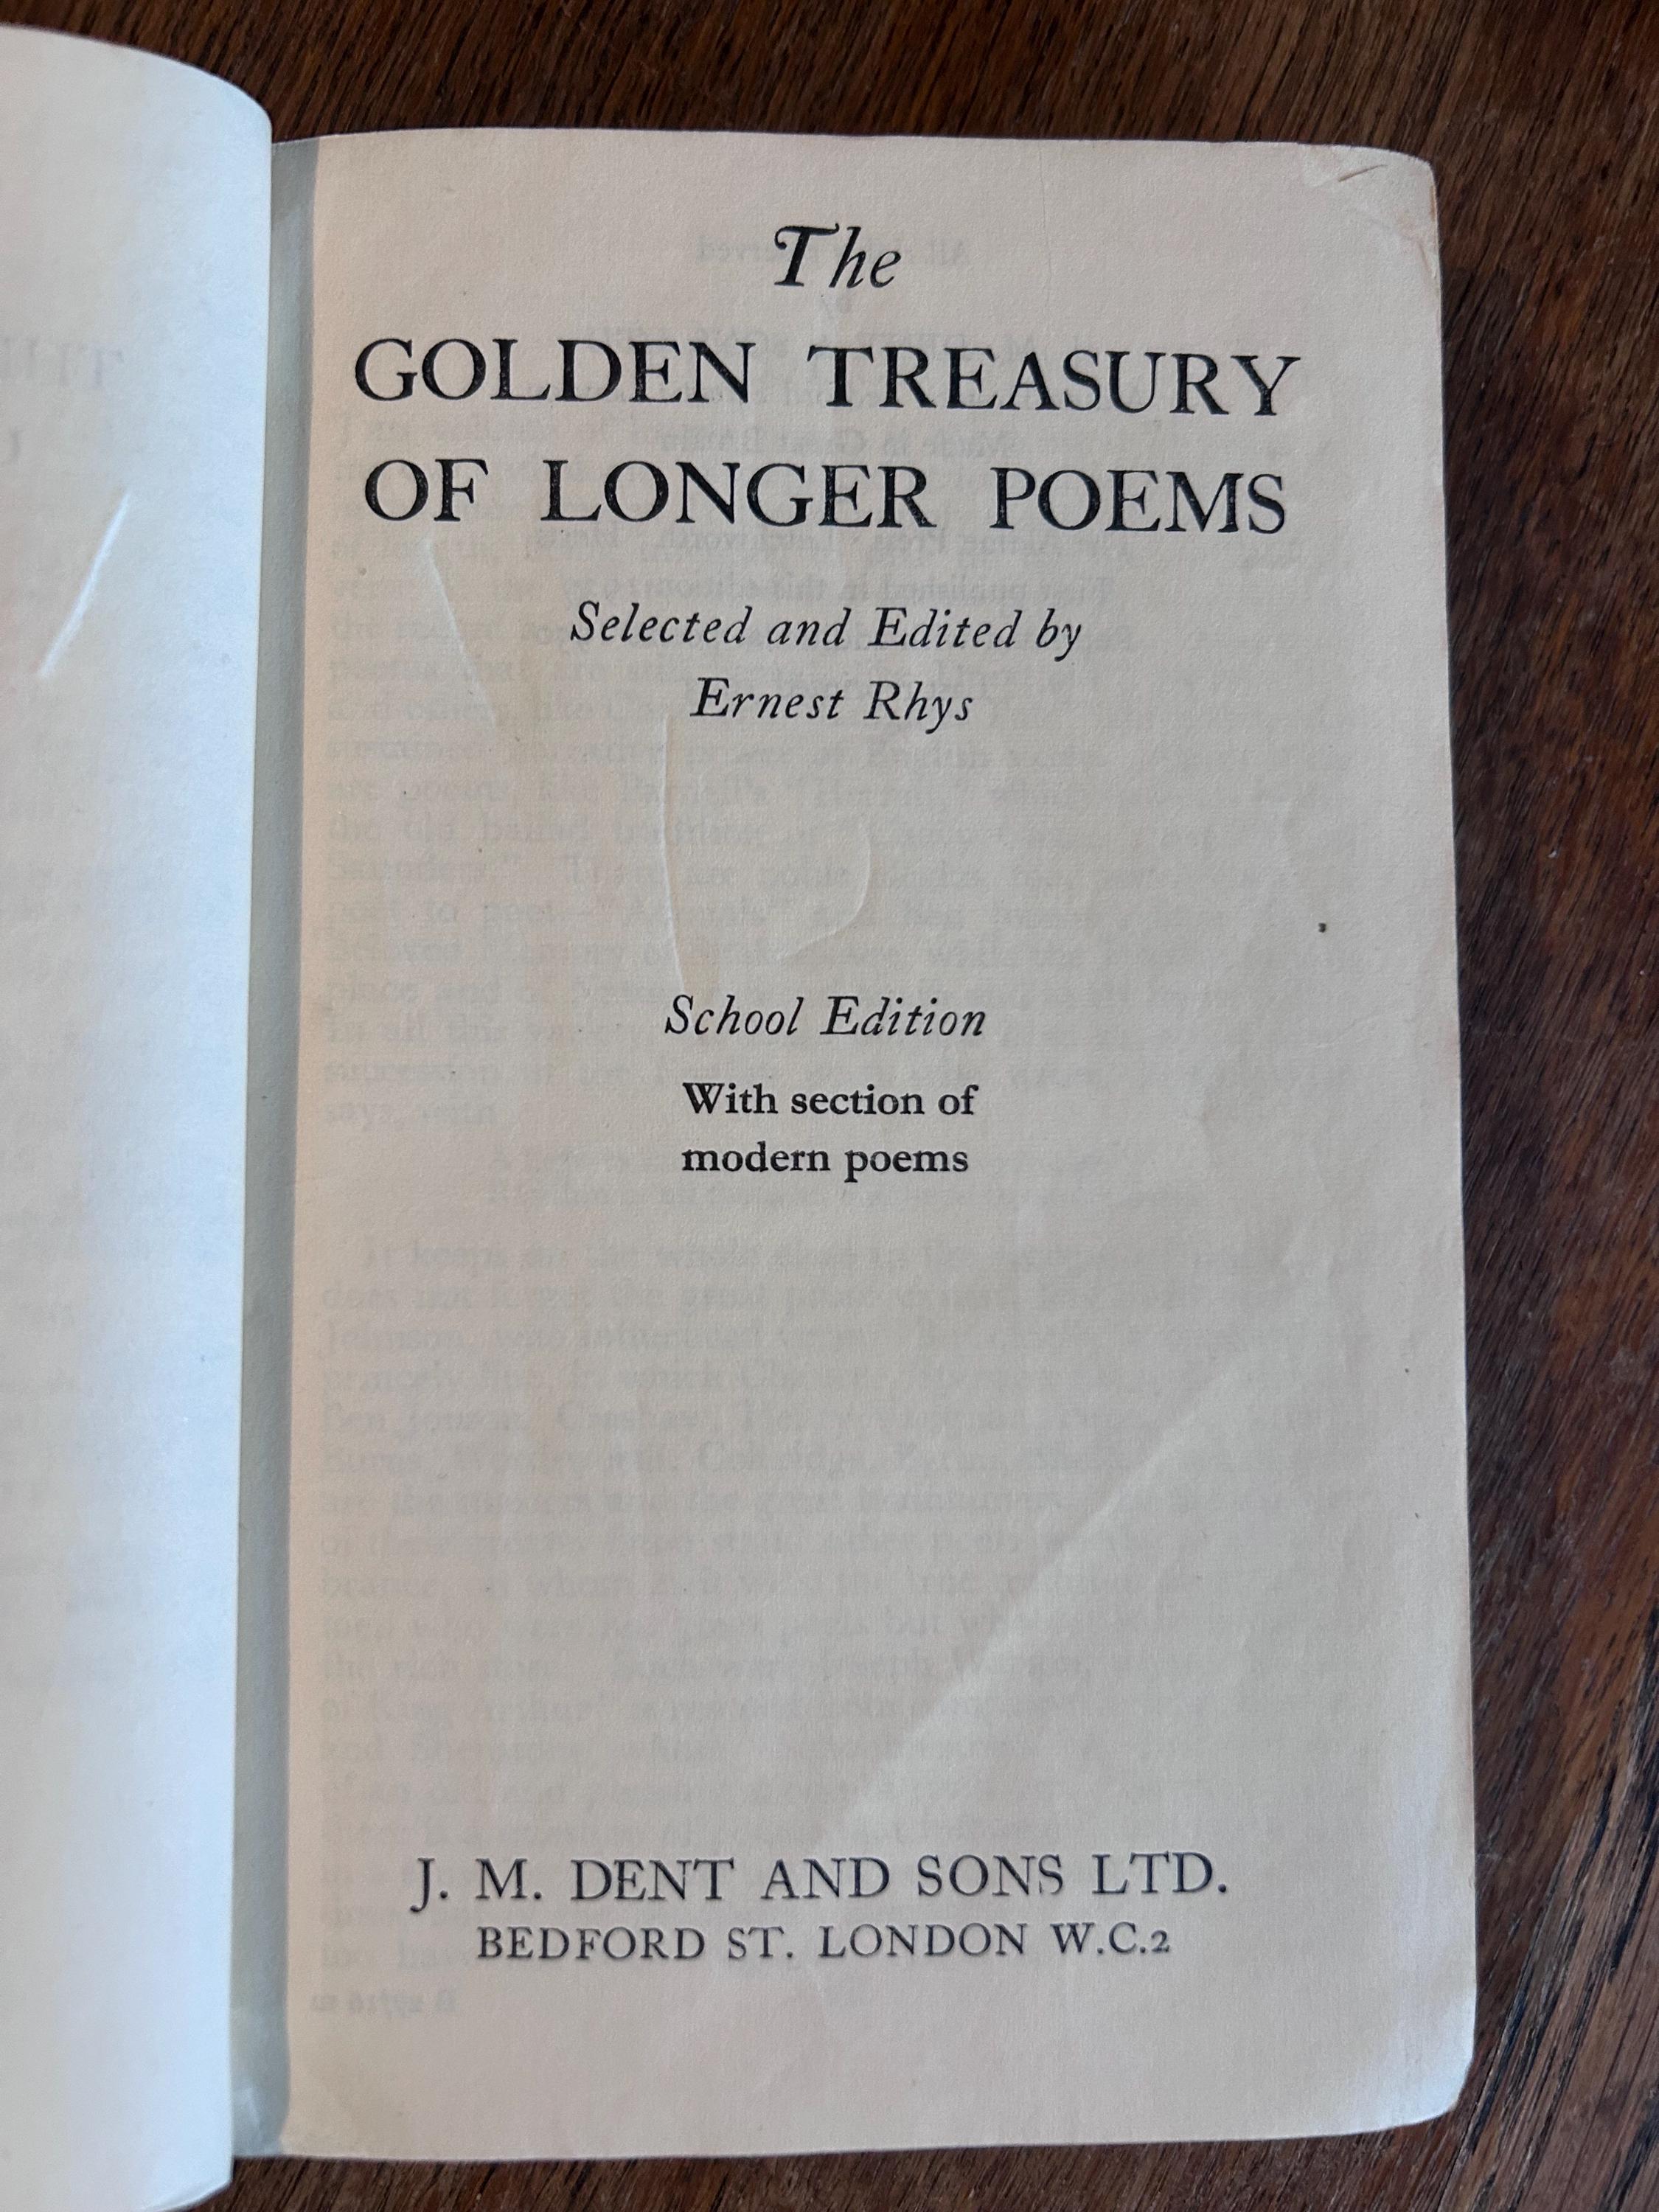 The
GOLDEN TREASURY
OF LONGER POEMS
Selected and Edited by
Ernest Rhys
School Edition
With section of
modern poems
J. M. DENT AND SONS LTD.
BEDFORD ST. LONDON W.C.2